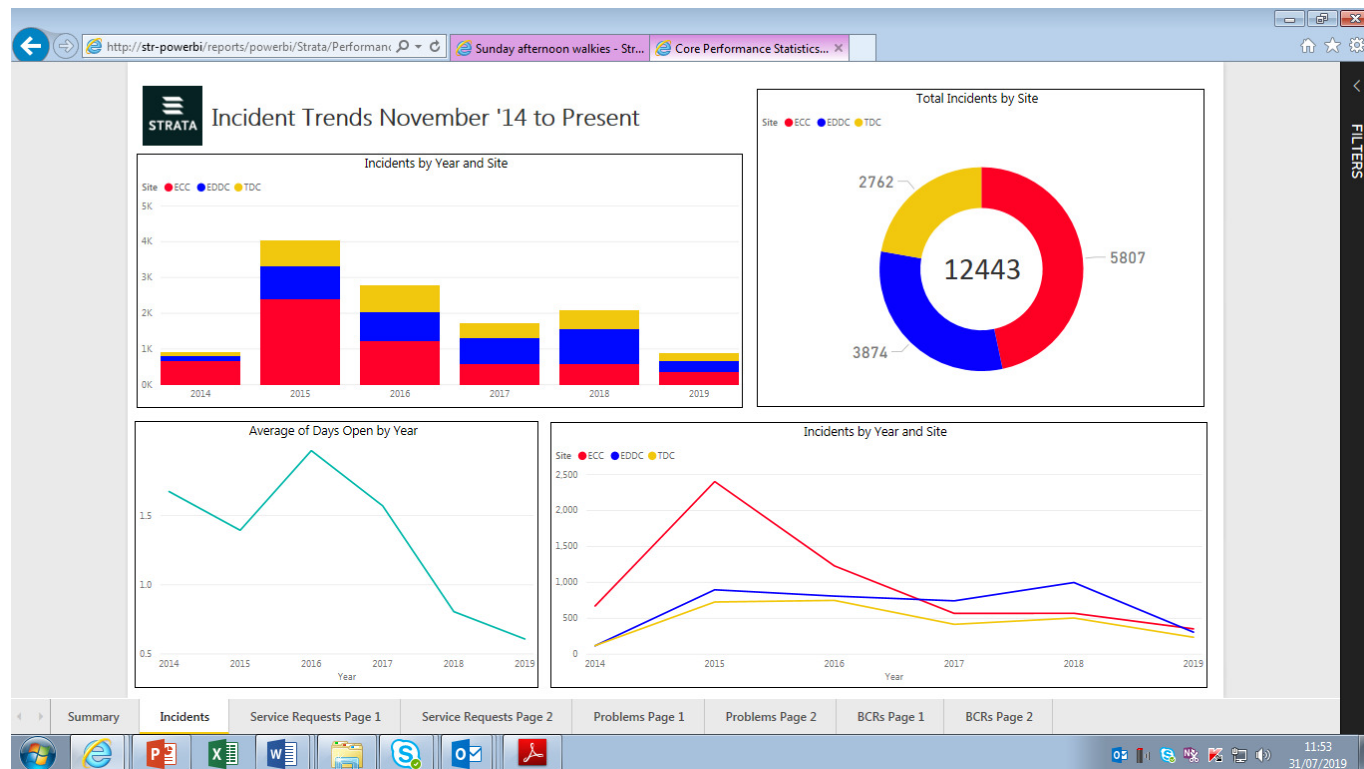 http://str-powerbi/reports/powerbi/Strata/Performanc
Sunday afternoon walkies - Str...
Core Performance Statistics...
STRATA
Incident Trends November '14 to Present
FILTERS
Incidents by Year and Site
Site ECC EDDC TDC
5K
4K
3K
2K
1K
0K
2014 2015 2016 2017 2018 2019
Total Incidents by Site
Site ECC EDDC TDC
2762
5807
12443
3874
Average of Days Open by Year
1.5
1.0
0.5
2014 2015 2016 2017 2018 2019
Year
Incidents by Year and Site
Site ECC EDDC TDC
2,500
2,000
1,500
1,000
500
0
2014 2015 2016 2017 2018 2019
Year
Summary Incidents Service Requests Page 1 Service Requests Page 2 Problems Page 1 Problems Page 2 BCRs Page 1 BCRs Page 2
11:53
31/07/2019